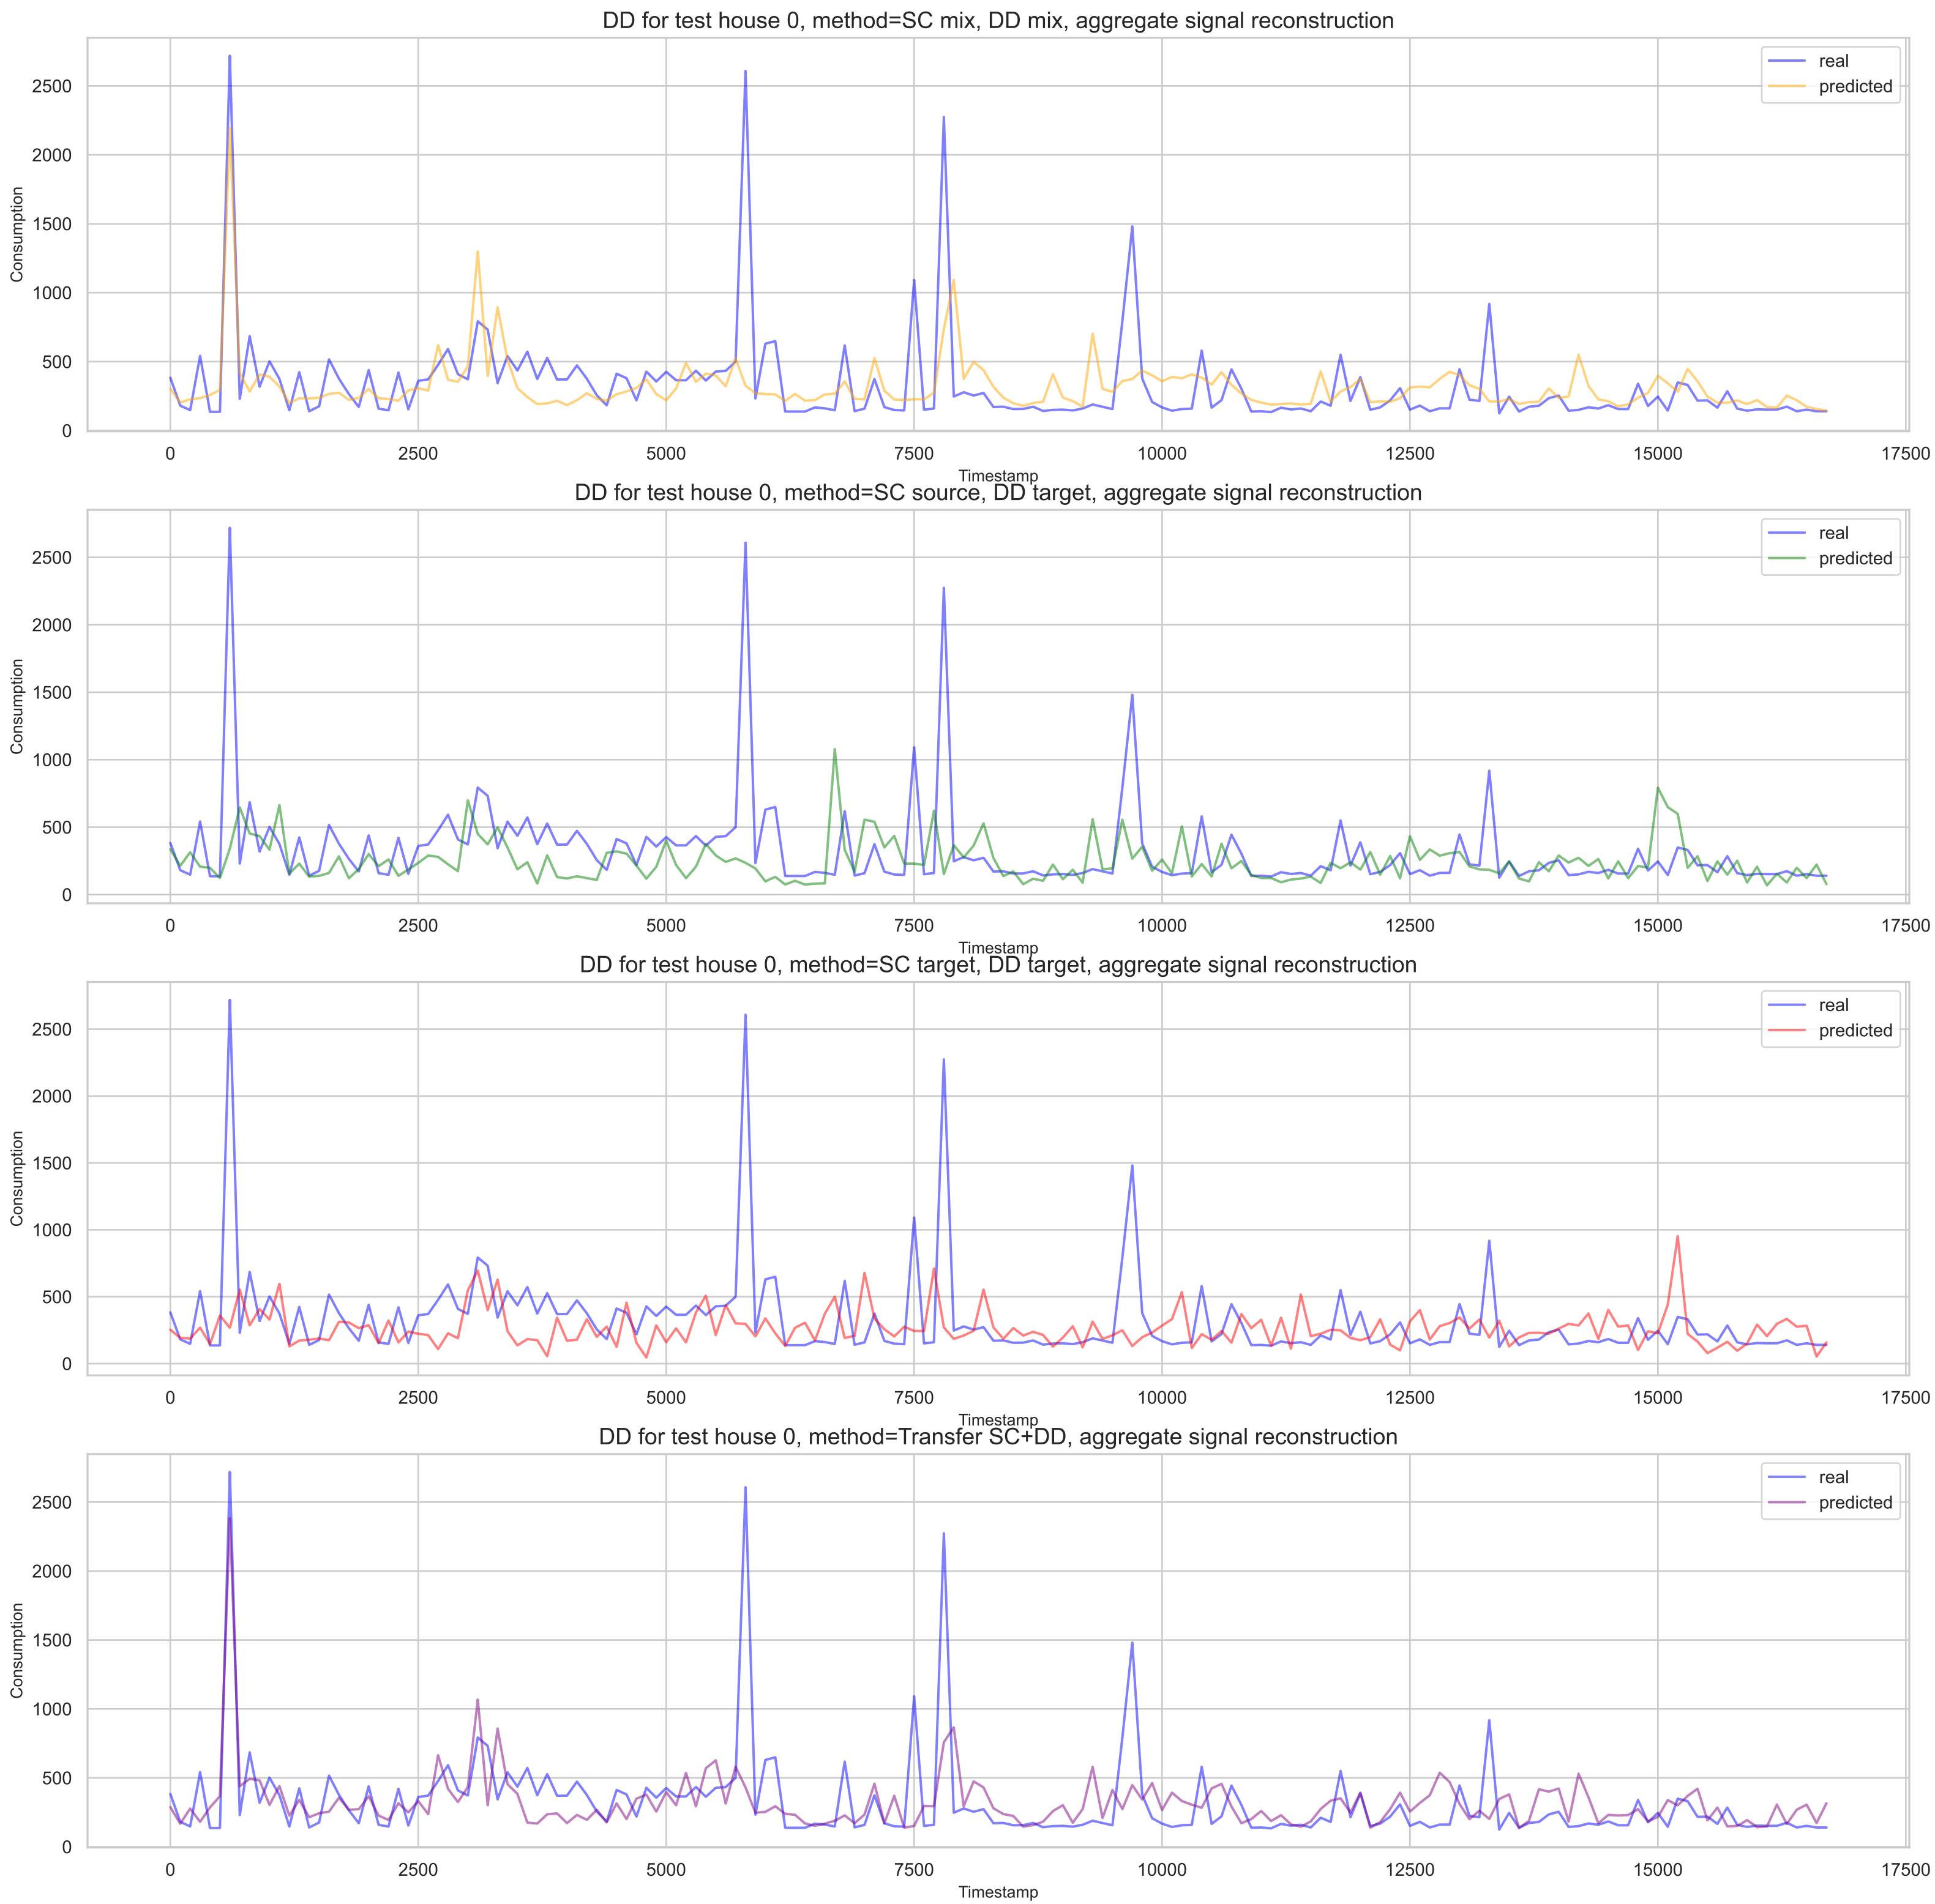 DD for test house 0, method=SC mix, DD mix, aggregate signal reconstruction
real
predicted
2500
2000
1500
1000
500
0
Consumption
0 2500 5000 7500 10000 12500 15000 17500
Timestamp
DD for test house 0, method=SC source, DD target, aggregate signal reconstruction
real
predicted
2500
2000
1500
1000
500
0
Consumption
0 2500 5000 7500 10000 12500 15000 17500
Timestamp
DD for test house 0, method=SC target, DD target, aggregate signal reconstruction
real
predicted
2500
2000
1500
1000
500
0
Consumption
0 2500 5000 7500 10000 12500 15000 17500
Timestamp
DD for test house 0, method=Transfer SC+DD, aggregate signal reconstruction
real
predicted
2500
2000
1500
1000
500
0
Consumption
0 2500 5000 7500 10000 12500 15000 17500
Timestamp